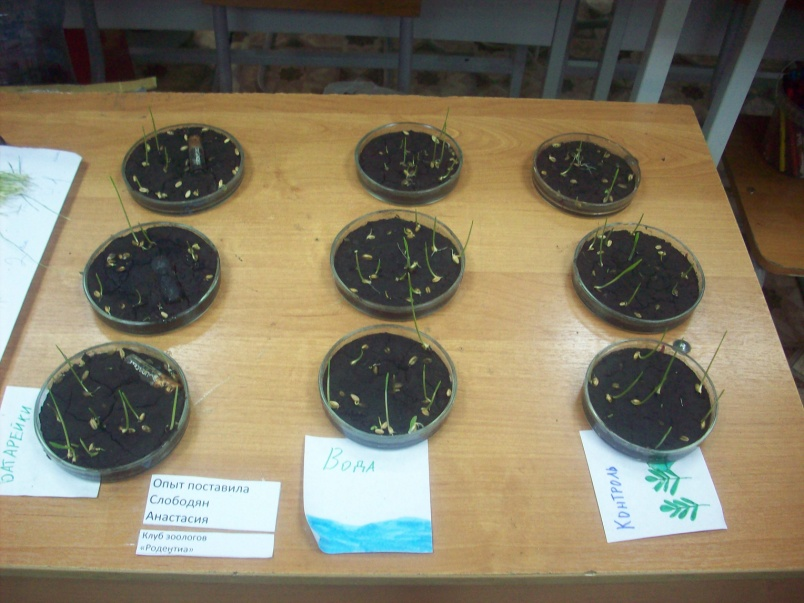 БАТАРЕЙКИ
Опыт поставила
Слободян
Анастасия
Клуб зоологов
«Родентиа»
Вода
Контроль